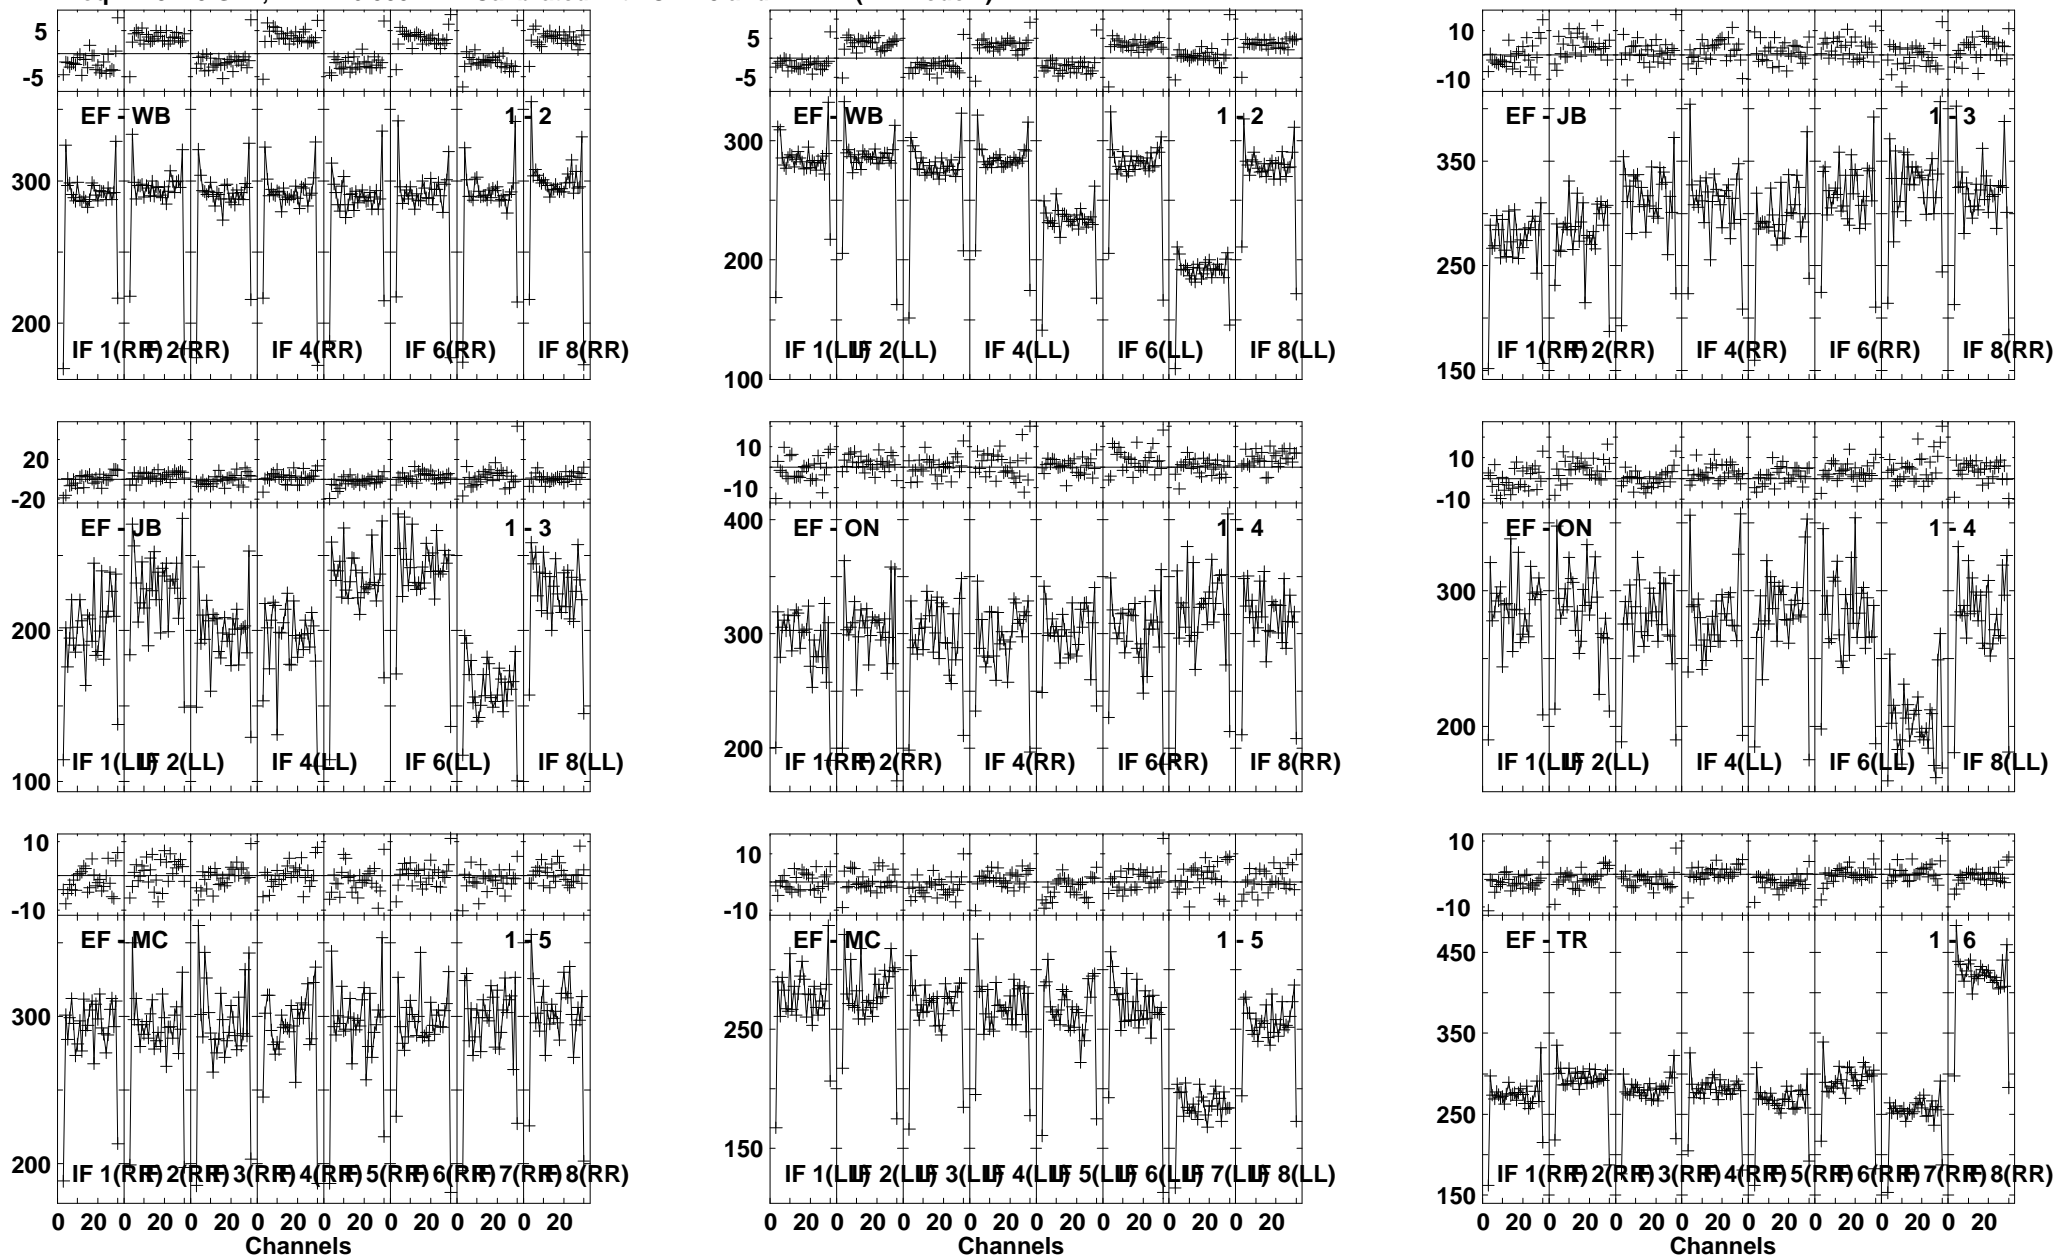 5
-5
EF - WB 1 - 2
300
200
IF 1(RR) IF 2(RR) IF 4(RR) IF 6(RR) IF 8(RR)
5
-5
EF - WB 1 - 2
300
200
100
IF 1(LL) IF 2(LL) IF 4(LL) IF 6(LL) IF 8(LL)
10
-10
EF - JB 1 - 3
350
250
150
IF 1(RR) IF 2(RR) IF 4(RR) IF 6(RR) IF 8(RR)
20
-20
EF - JB 1 - 3
200
100
IF 1(LL) IF 2(LL) IF 4(LL) IF 6(LL) IF 8(LL)
10
-10
EF - ON 1 - 4
400
300
200
IF 1(RR) IF 2(RR) IF 4(RR) IF 6(RR) IF 8(RR)
10
-10
EF - ON 1 - 4
300
200
IF 1(LL) IF 2(LL) IF 4(LL) IF 6(LL) IF 8(LL)
10
-10
EF - MC 1 - 5
300
200
IF 1(RR) IF 2(RR) IF 3(RR) IF 4(RR) IF 5(RR) IF 6(RR) IF 7(RR) IF 8(RR)
0 20 0 20 0 20 0 20 0 20 0 20 0 20 0 20
Channels
10
-10
EF - MC 1 - 5
250
150
IF 1(LL) IF 2(LL) IF 3(LL) IF 4(LL) IF 5(LL) IF 6(LL) IF 7(LL) IF 8(LL)
0 20 0 20 0 20 0 20 0 20 0 20 0 20 0 20
Channels
10
-10
EF - TR 1 - 6
450
350
250
150
IF 1(RR) IF 2(RR) IF 3(RR) IF 4(RR) IF 5(RR) IF 6(RR) IF 7(RR) IF 8(RR)
0 20 0 20 0 20 0 20 0 20 0 20 0 20 0 20
Channels